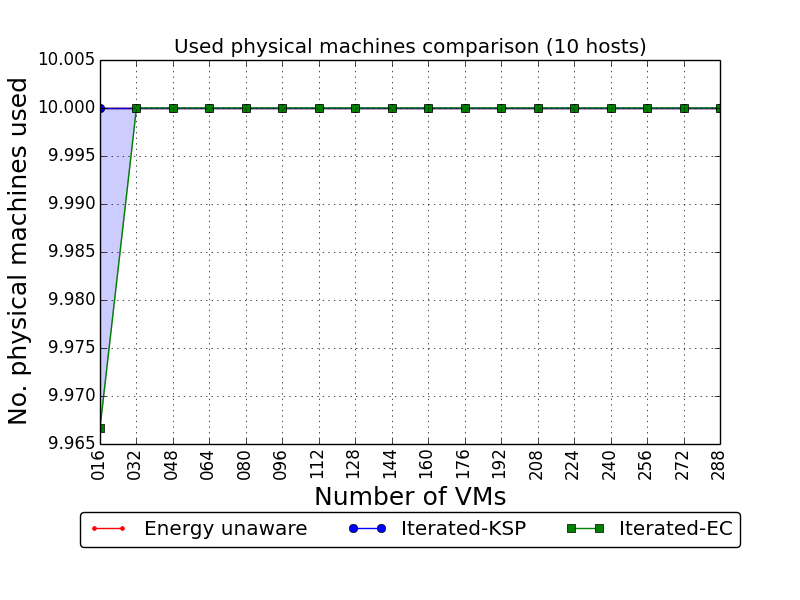 Used physical machines comparison (10 hosts)
10.005
10.000
9.995
9.990
9.985
9.980
9.975
9.970
9.965
No. physical machines used
016 032 048 064 080 096 112 128 144 160 176 192 208 224 240 256 272 288
Number of VMs
Energy unaware Iterated-KSP Iterated-EC